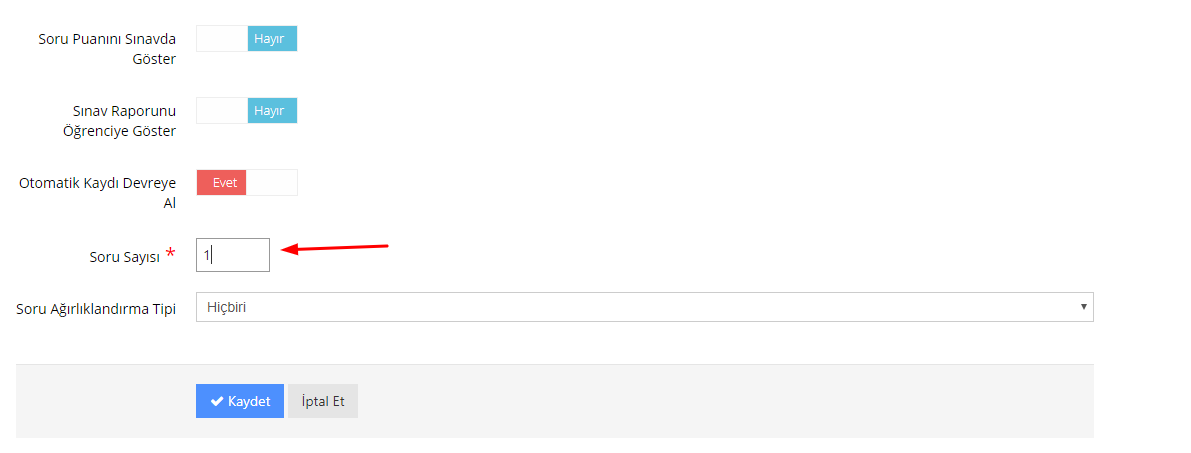 Soru Puanını Sınavda
Göster
Hayır
Sınav Raporunu
Öğrenciye Göster
Hayır
Otomatik Kaydı Devreye
Al
Evet
Soru Sayısı *
1
Soru Ağırlıklandırma Tipi
Hiçbiri
Kaydet
İptal Et